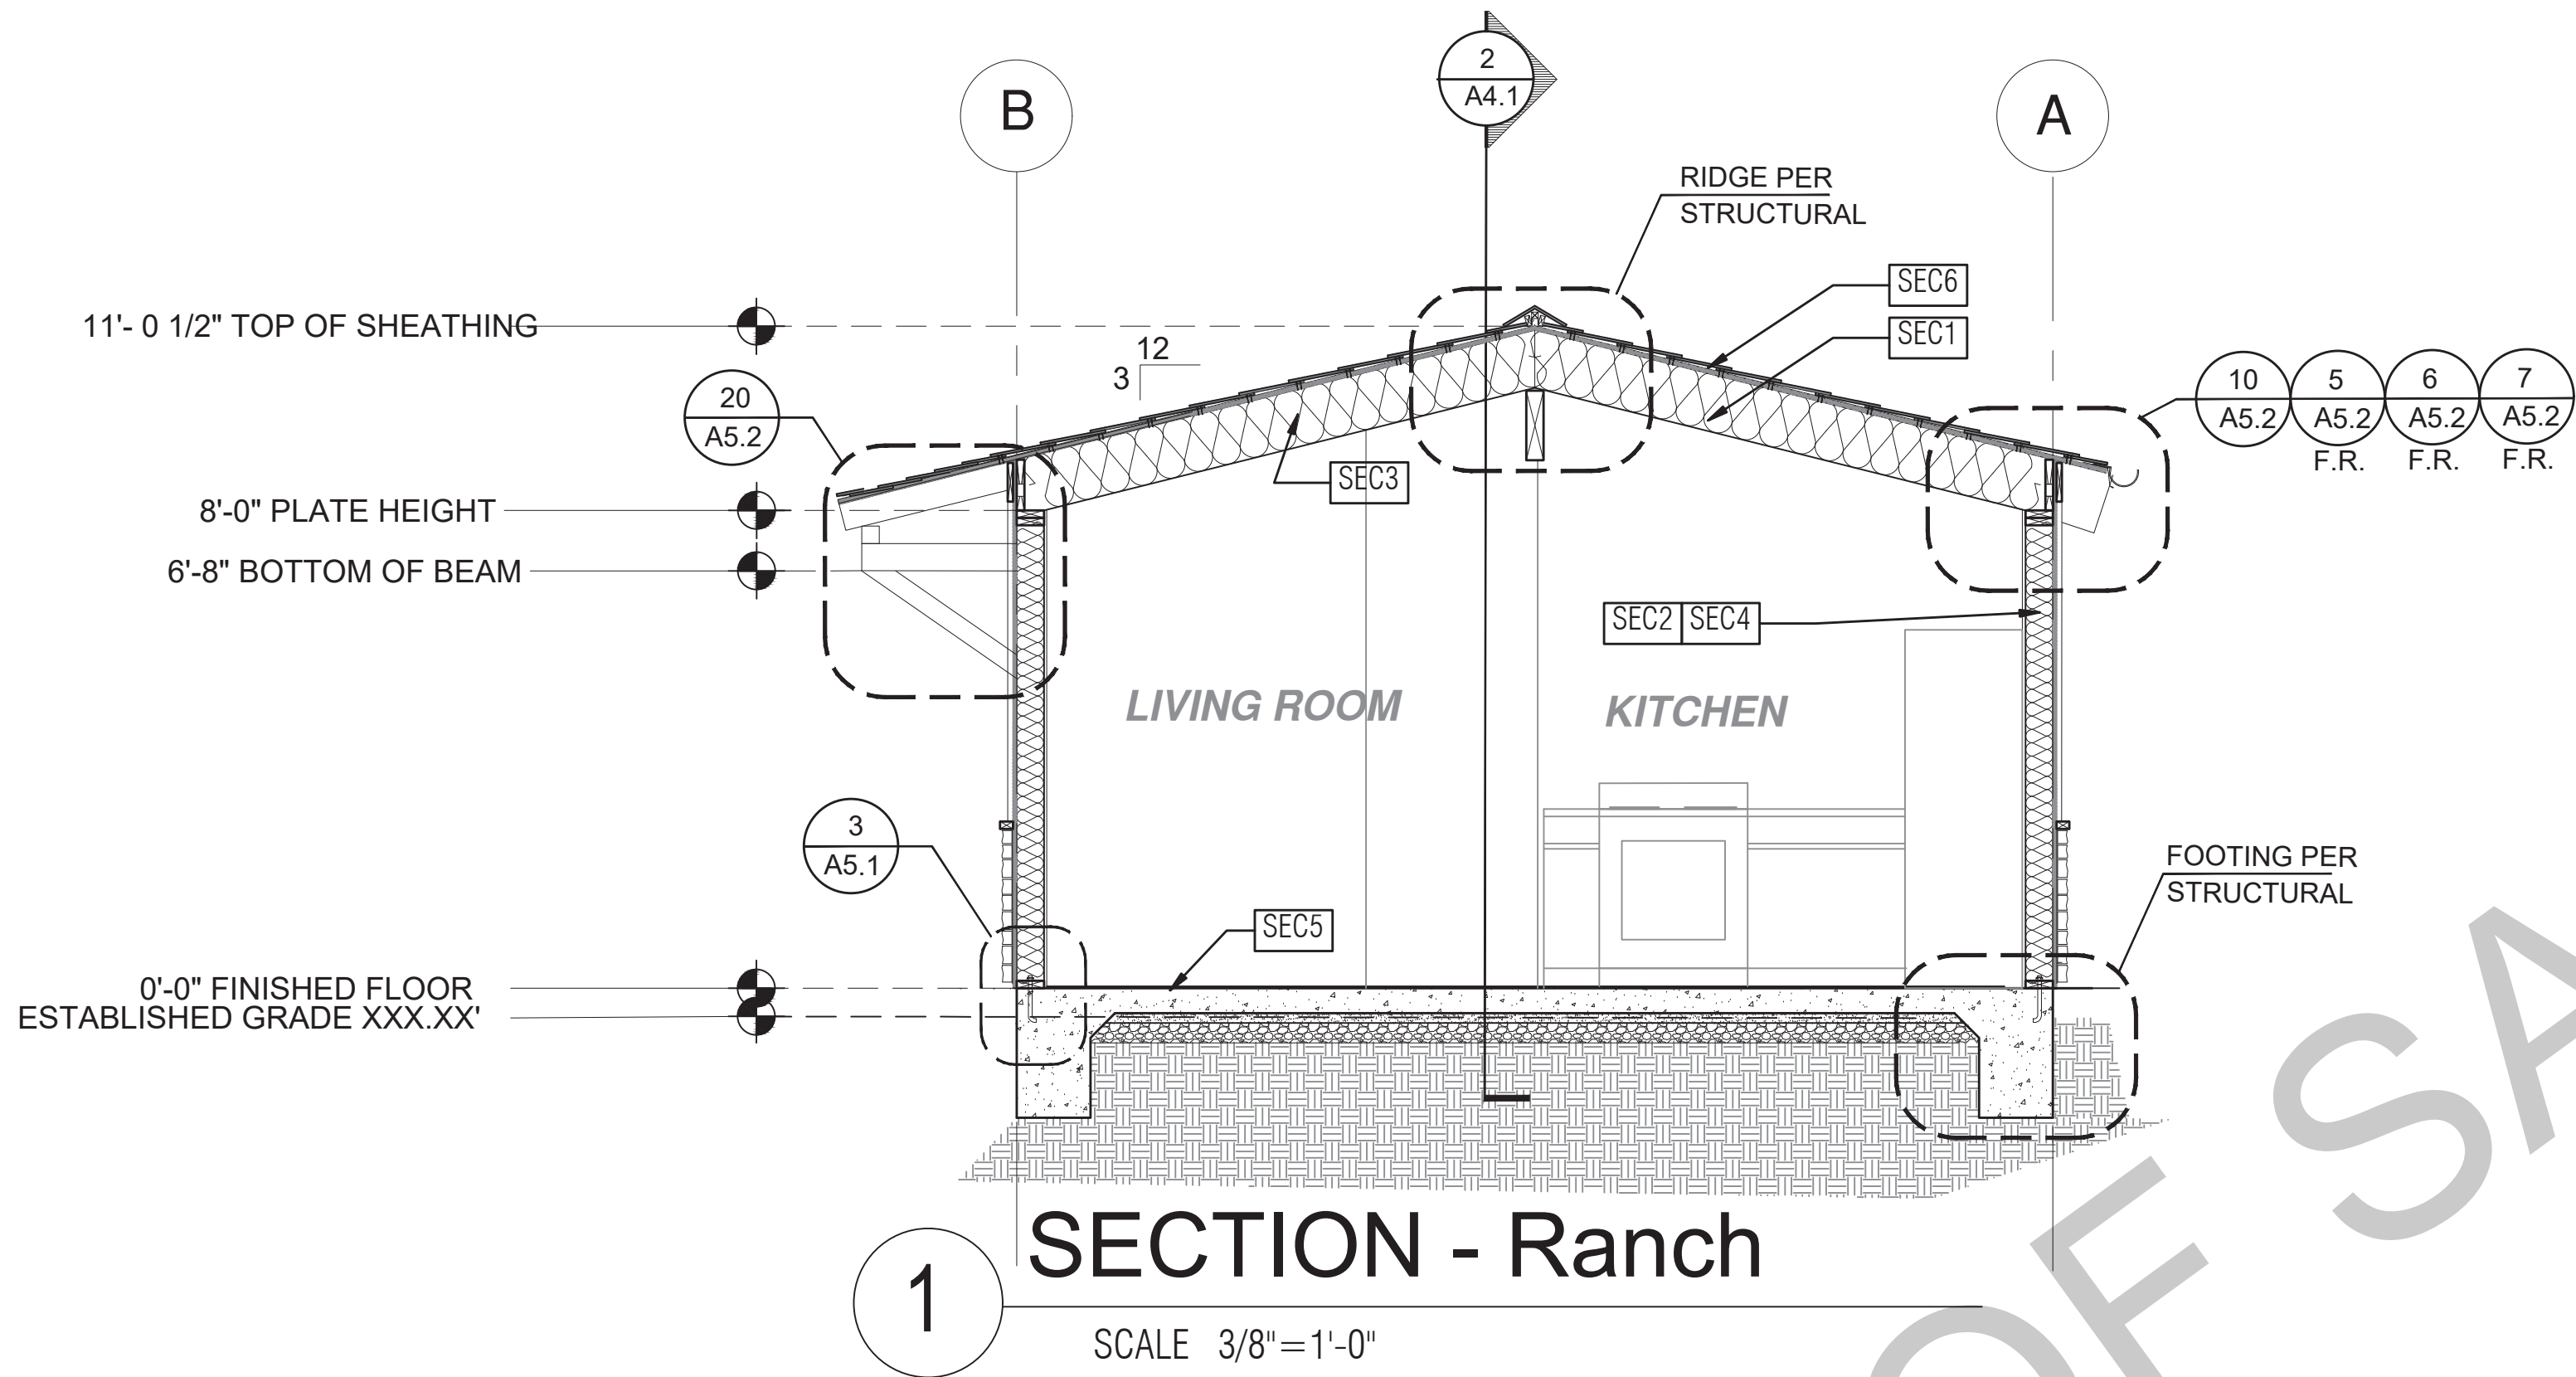 B
2
A4.1
A
RIDGE PER
STRUCTURAL
SEC6
SEC1
11'- 0 1/2" TOP OF SHEATHING
12
3
20
A5.2
10
A5.2
5
A5.2
F.R.
6
A5.2
F.R.
7
A5.2
F.R.
SEC3
8'-0" PLATE HEIGHT
6'-8" BOTTOM OF BEAM
SEC2 SEC4
LIVING ROOM
KITCHEN
3
A5.1
FOOTING PER
STRUCTURAL
SEC5
0'-0" FINISHED FLOOR
ESTABLISHED GRADE XXX.XX'
1
SECTION - Ranch
SCALE 3/8"=1'-0"
OF SA